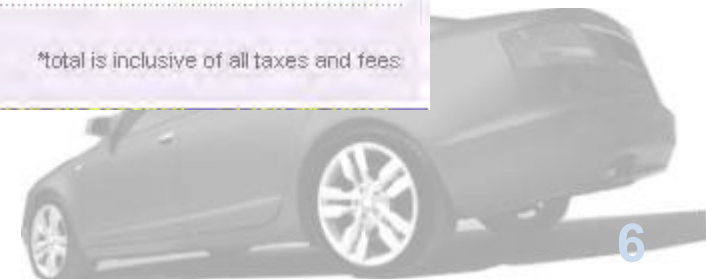 *total is inclusive of all taxes and fees
6